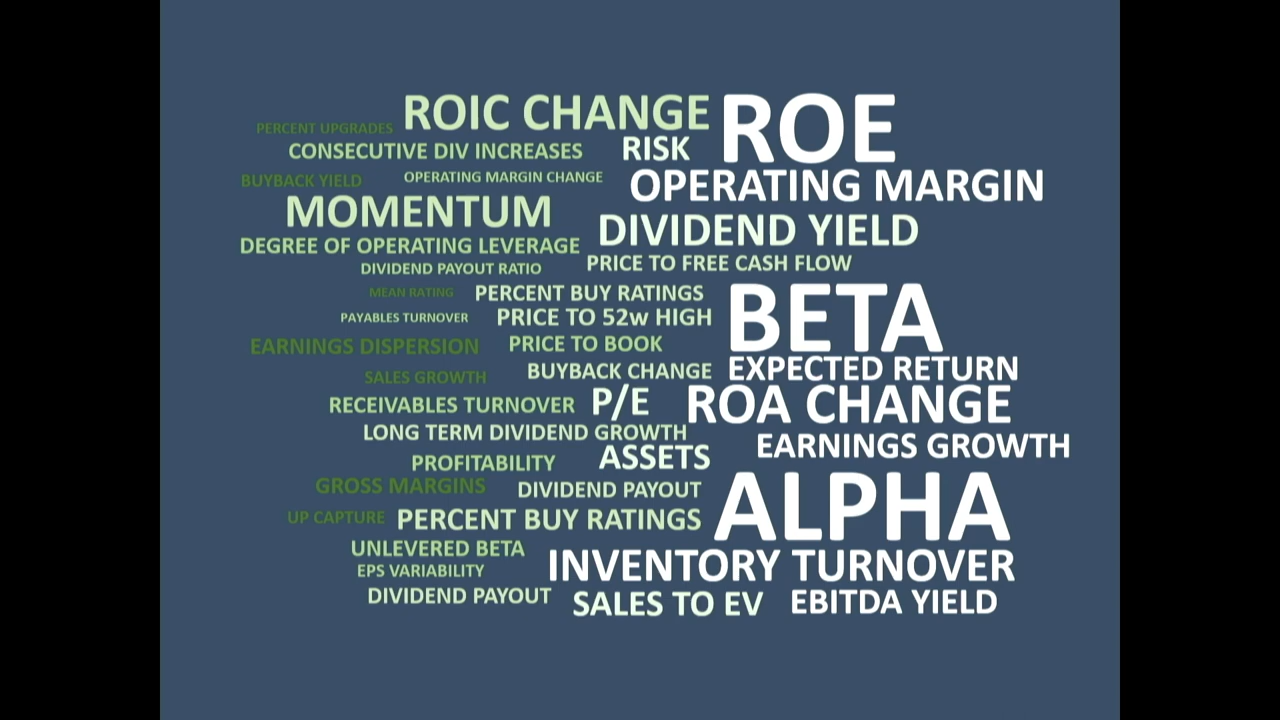 ROIC CHANGE ROE
PERCENT UPGRADES
CONSECUTIVE DIV INCREASES RISK
BUYBACK YIELD OPERATING MARGIN CHANGE OPERATING MARGIN
MOMENTUM DIVIDEND YIELD
DEGREE OF OPERATING LEVERAGE
DIVIDEND PAYOUT RATIO PRICE TO FREE CASH FLOW
MEAN RATING PERCENT BUY RATINGS BETA
PAYABLES TURNOVER PRICE TO 52w HIGH
EARNINGS DISPERSION PRICE TO BOOK
SALES GROWTH BUYBACK CHANGE EXPECTED RETURN
RECEIVABLES TURNOVER P/E ROA CHANGE
LONG TERM DIVIDEND GROWTH EARNINGS GROWTH
PROFITABILITY ASSETS
GROSS MARGINS DIVIDEND PAYOUT ALPHA
UP CAPTURE PERCENT BUY RATINGS
UNLEVERED BETA INVENTORY TURNOVER
EPS VARIABILITY
DIVIDEND PAYOUT SALES TO EV EBITDA YIELD